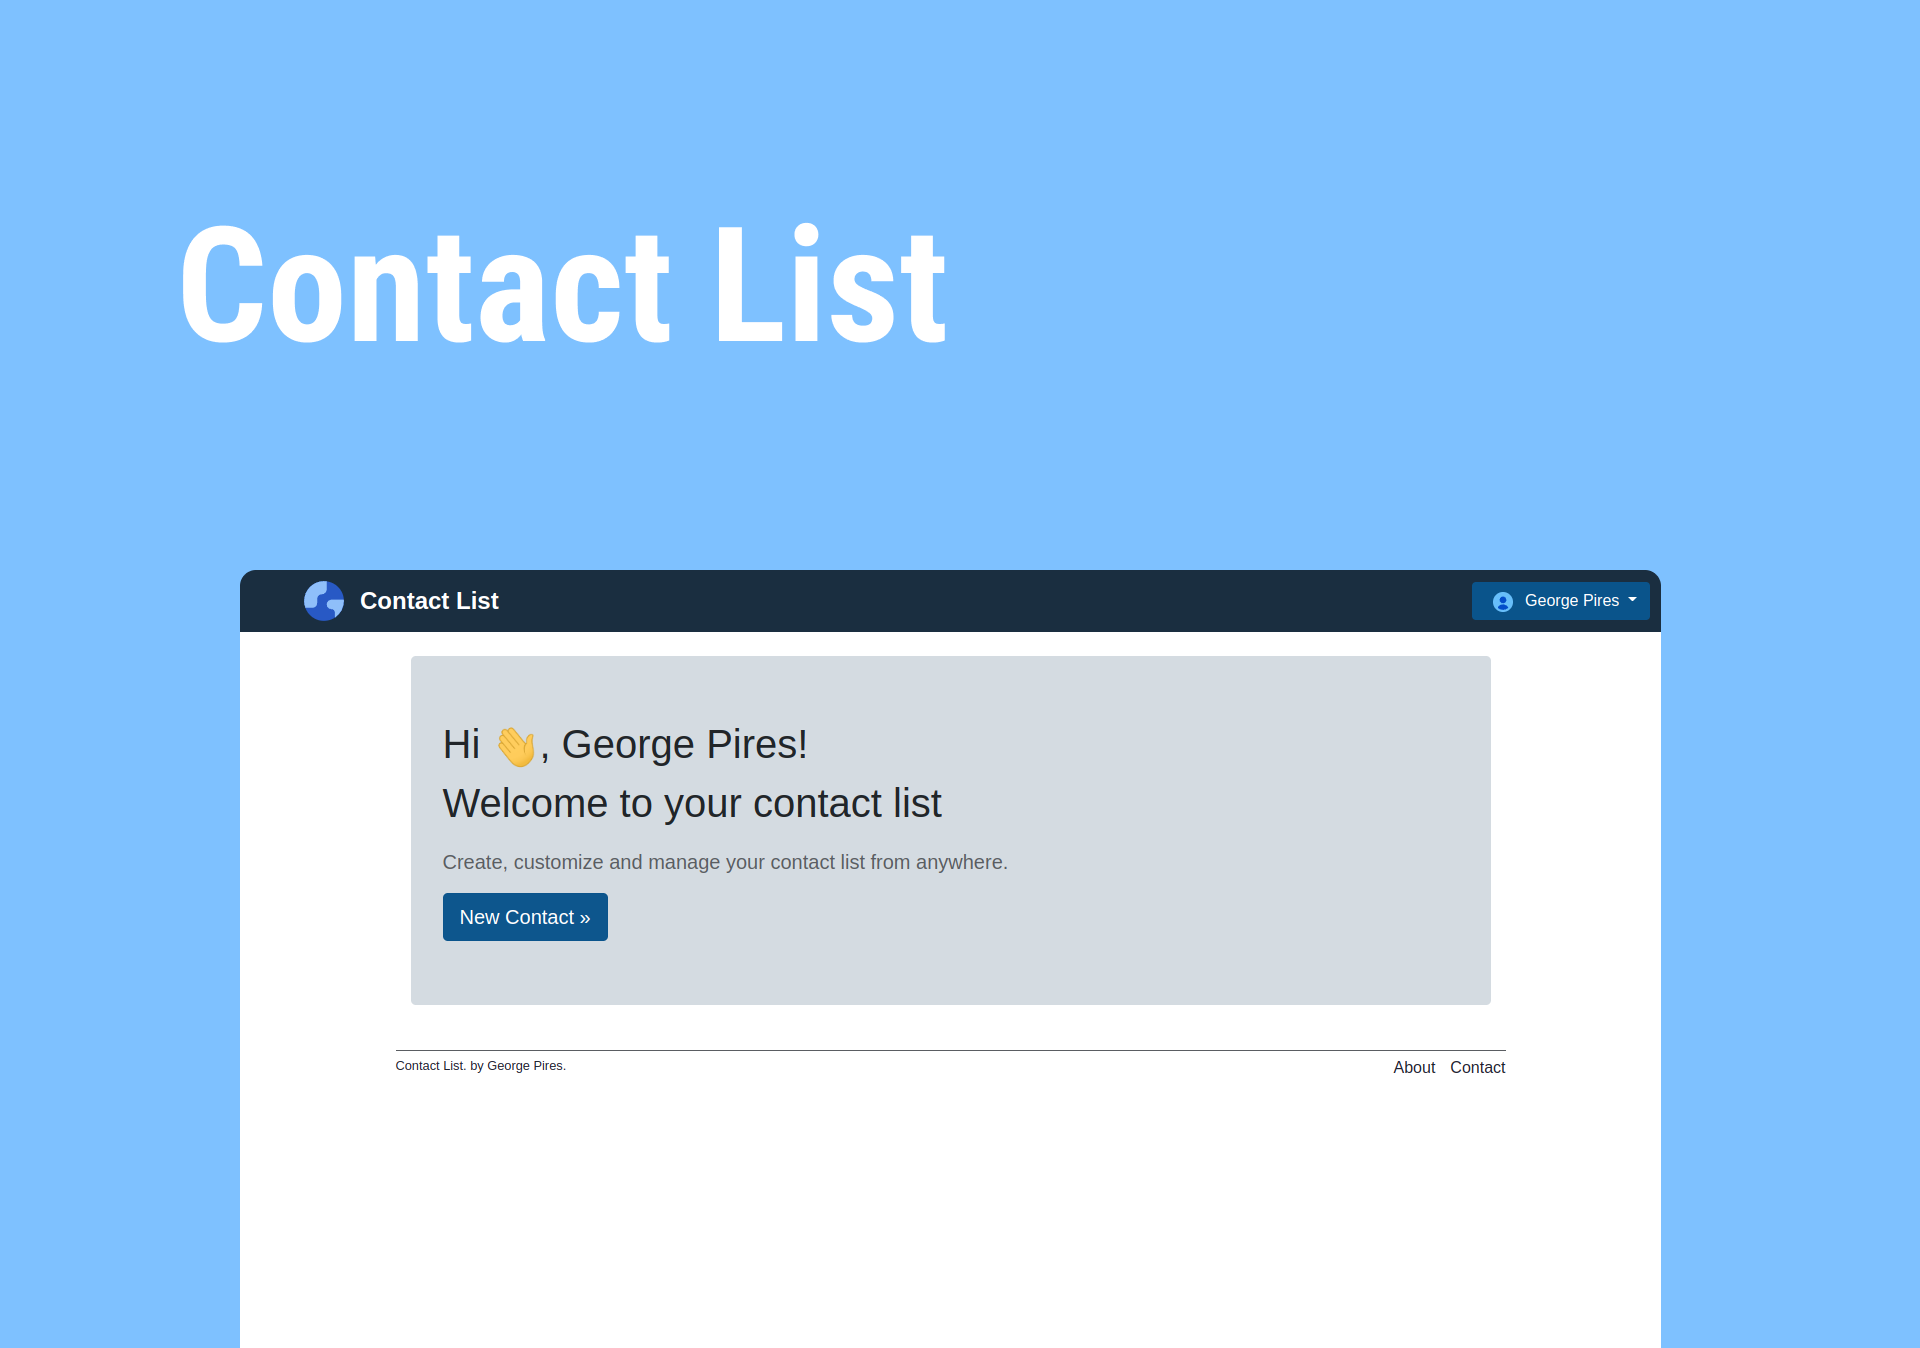 Contact List
Contact List
George Pires
Hi 👋, George Pires!
Welcome to your contact list
Create, customize and manage your contact list from anywhere.
New Contact »
Contact List. by George Pires.
About Contact